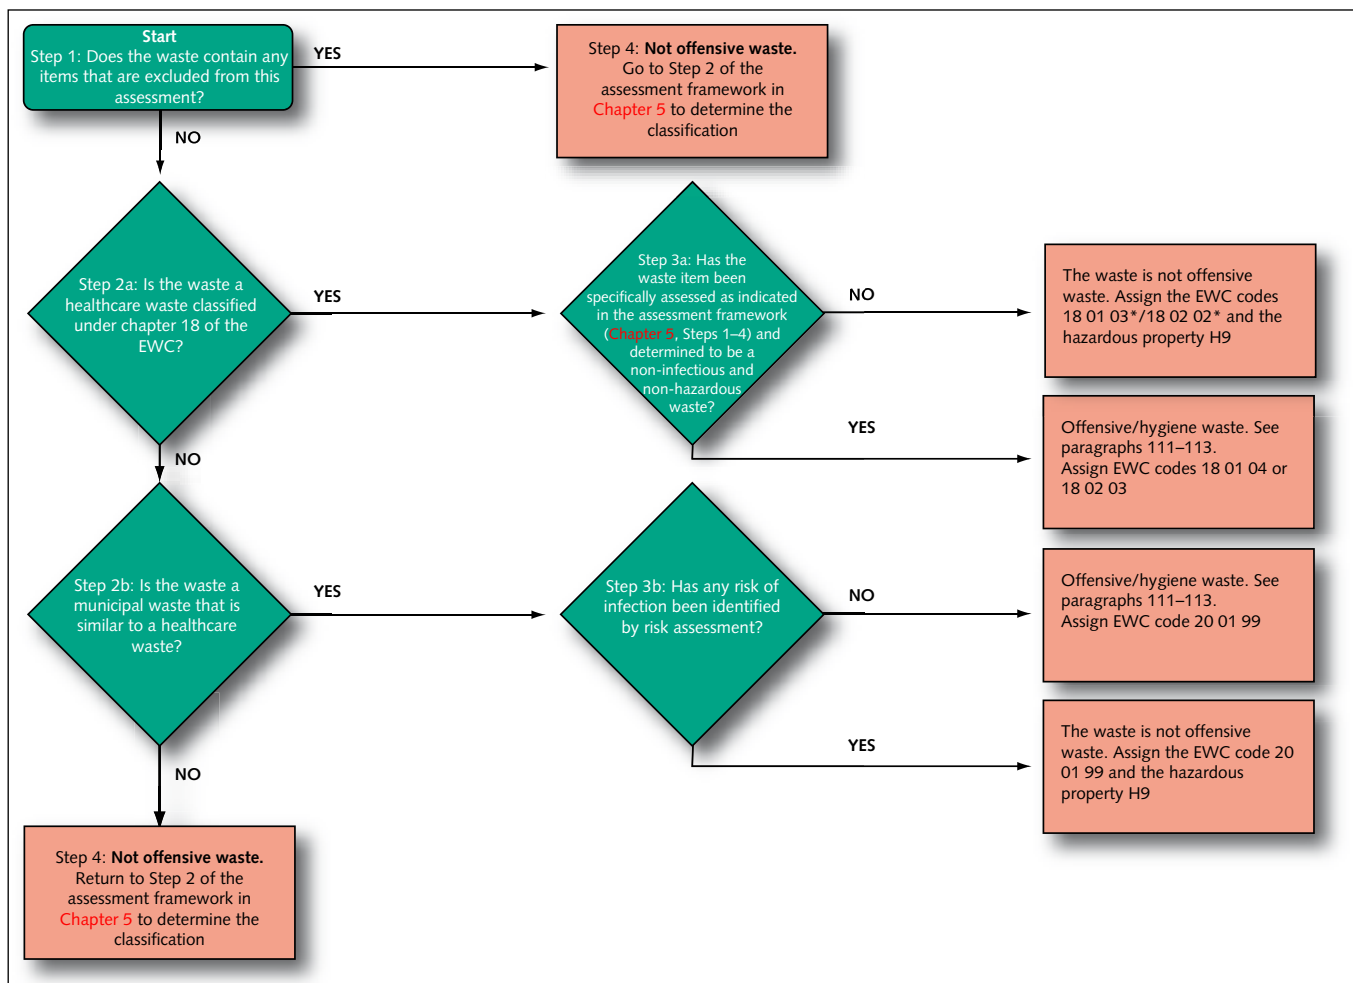 Start
Step 1: Does the waste contain any
items that are excluded from this
assessment?
YES
Step 4: Not offensive waste.
Go to Step 2 of the
assessment framework in
Chapter 5 to determine the
classification
NO
Step 2a: Is the waste a
healthcare waste classified
under chapter 18 of the
EWC?
YES
Step 3a: Has the
waste item been
specifically assessed as indicated
in the assessment framework
(Chapter 5, Steps 1–4) and
determined to be a
non-infectious and
non-hazardous
waste?
NO
The waste is not offensive
waste. Assign the EWC codes
18 01 03*/18 02 02* and the
hazardous property H9
YES
Offensive/hygiene waste. See
paragraphs 111–113.
Assign EWC codes 18 01 04 or
18 02 03
NO
Step 2b: Is the waste a
municipal waste that is
similar to a healthcare
waste?
YES
Step 3b: Has any risk of
infection been identified
by risk assessment?
NO
Offensive/hygiene waste. See
paragraphs 111–113.
Assign EWC code 20 01 99
YES
The waste is not offensive
waste. Assign the EWC code 20
01 99 and the hazardous
property H9
NO
Step 4: Not offensive waste.
Return to Step 2 of the
assessment framework in
Chapter 5 to determine the
classification